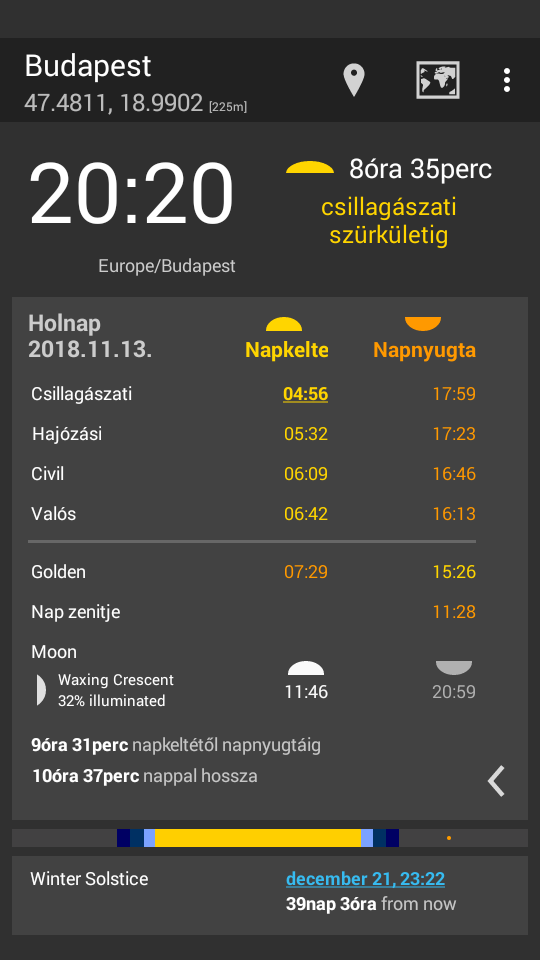 Budapest
47.4811, 18.9902 [225m]
20:20
Europe/Budapest
8óra 35perc
csillagászati
szürkületig
Holnap
2018.11.13.
Napkelte
Napnyugta
Csillagászati 04:56 17:59
Hajózási 05:32 17:23
Civil 06:09 16:46
Valós 06:42 16:13
Golden 07:29 15:26
Nap zenitje 11:28
Moon
Waxing Crescent
32% illuminated
11:46 20:59
9óra 31perc napkeltétől napnyugtáig
10óra 37perc nappal hossza
Winter Solstice december 21, 23:22
39nap 3óra from now